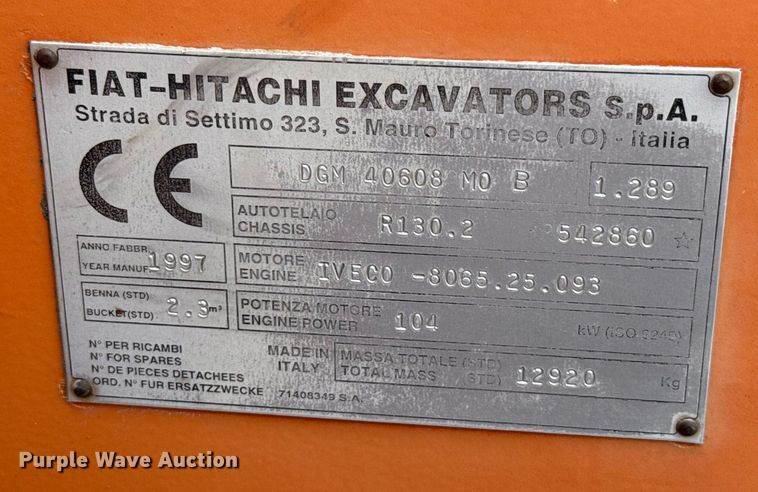 FIAT-HITACHI EXCAVATORS S.p.A.
Strada di Settimo 323, S. Mauro Torinese (TO) - Italia
CE
DGM 40608 MO B 1.289
AUTOTELAIO
CHASSIS R130.2 542860
ANNO FABBR.
YEAR MANUF. 1997
MOTORE
ENGINE IVECO -8065.25.093
BENNA (STD)
BUCKET(STD) 2.3 m³
POTENZA MOTORE
ENGINE POWER 104 kW (ISO 9249)
N° PER RICAMBI
N° FOR SPARES
N° DE PIECES DETACHEES
ORD. N° FUR ERSATZZWECKE
MADE IN
ITALY
MASSA TOTALE (STD)
TOTAL MASS (STD) 12920 Kg
71408349 S.A.
Purple Wave Auction